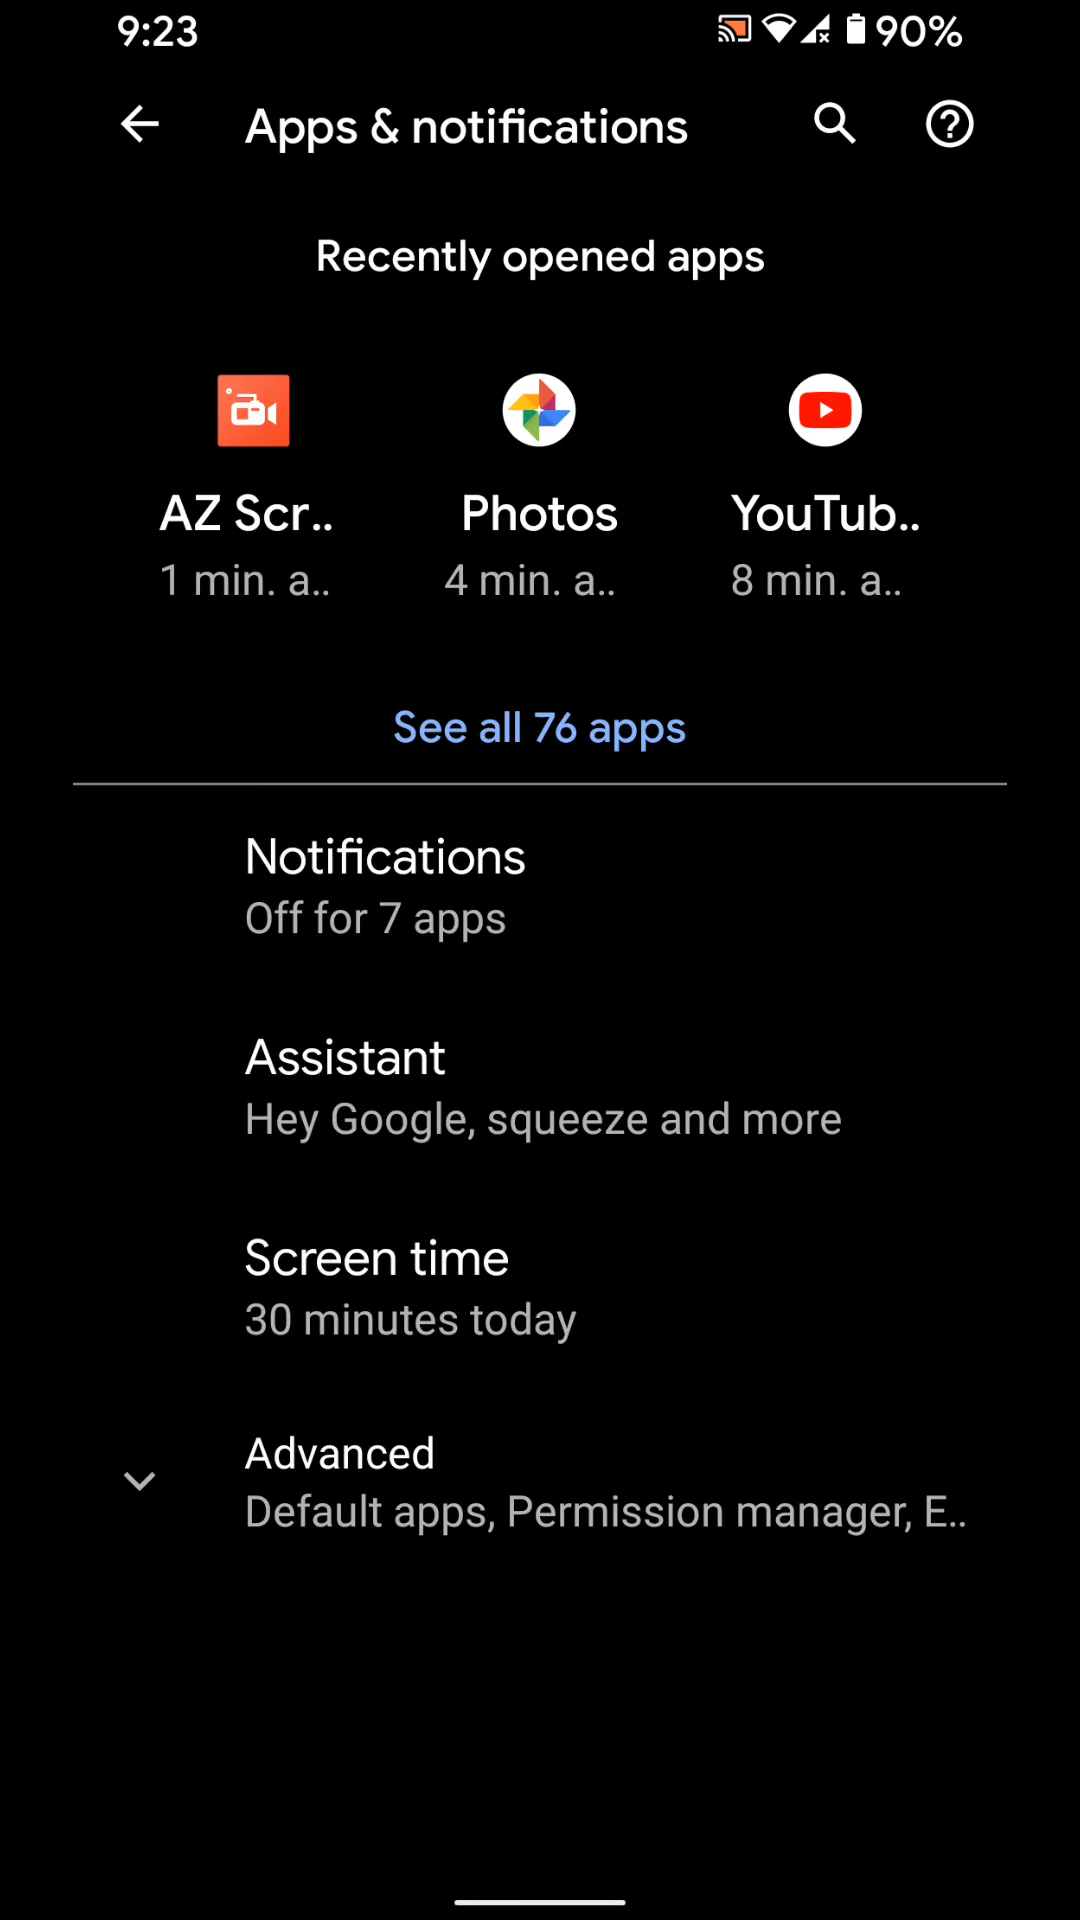 9:23
90%
Apps & notifications
Recently opened apps
AZ Scr..
Photos
YouTub..
1 min. a..
4 min. a..
8 min. a..
See all 76 apps
Notifications
Off for 7 apps
Assistant
Hey Google, squeeze and more
Screen time
30 minutes today
Advanced
Default apps, Permission manager, E..